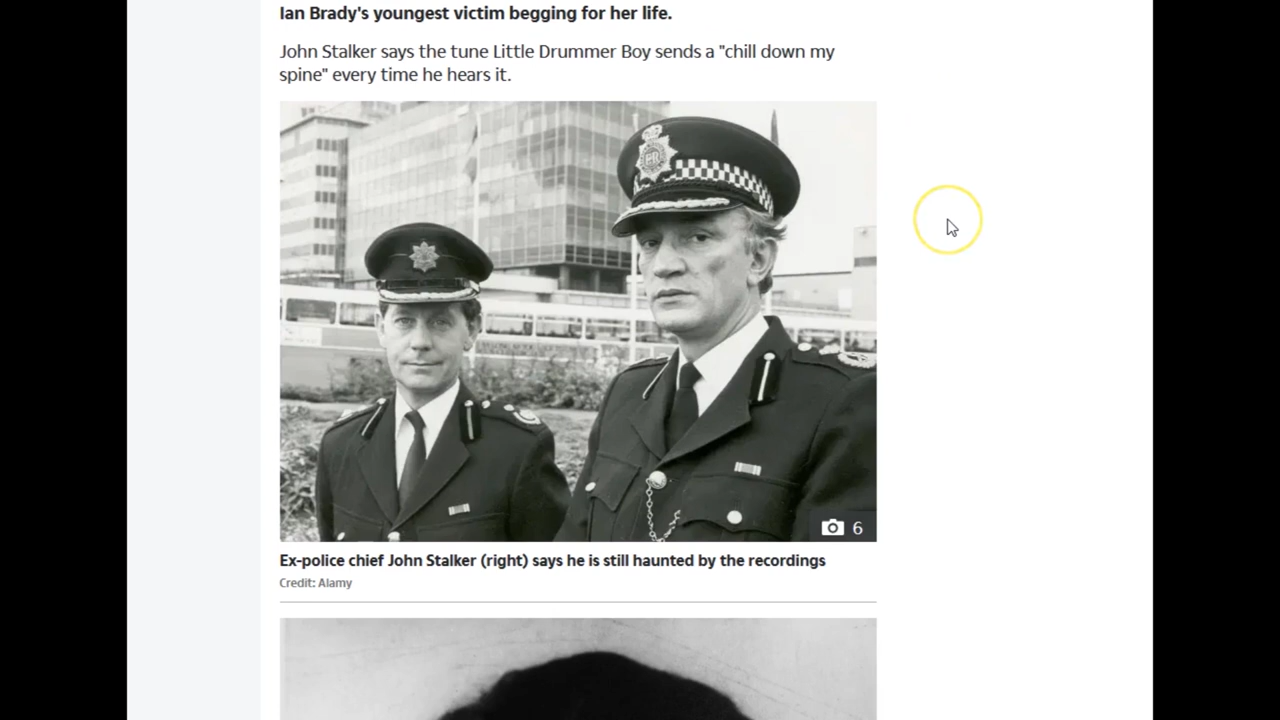 Ian Brady's youngest victim begging for her life.
John Stalker says the tune Little Drummer Boy sends a "chill down my
spine" every time he hears it.
6
Ex-police chief John Stalker (right) says he is still haunted by the recordings
Credit: Alamy